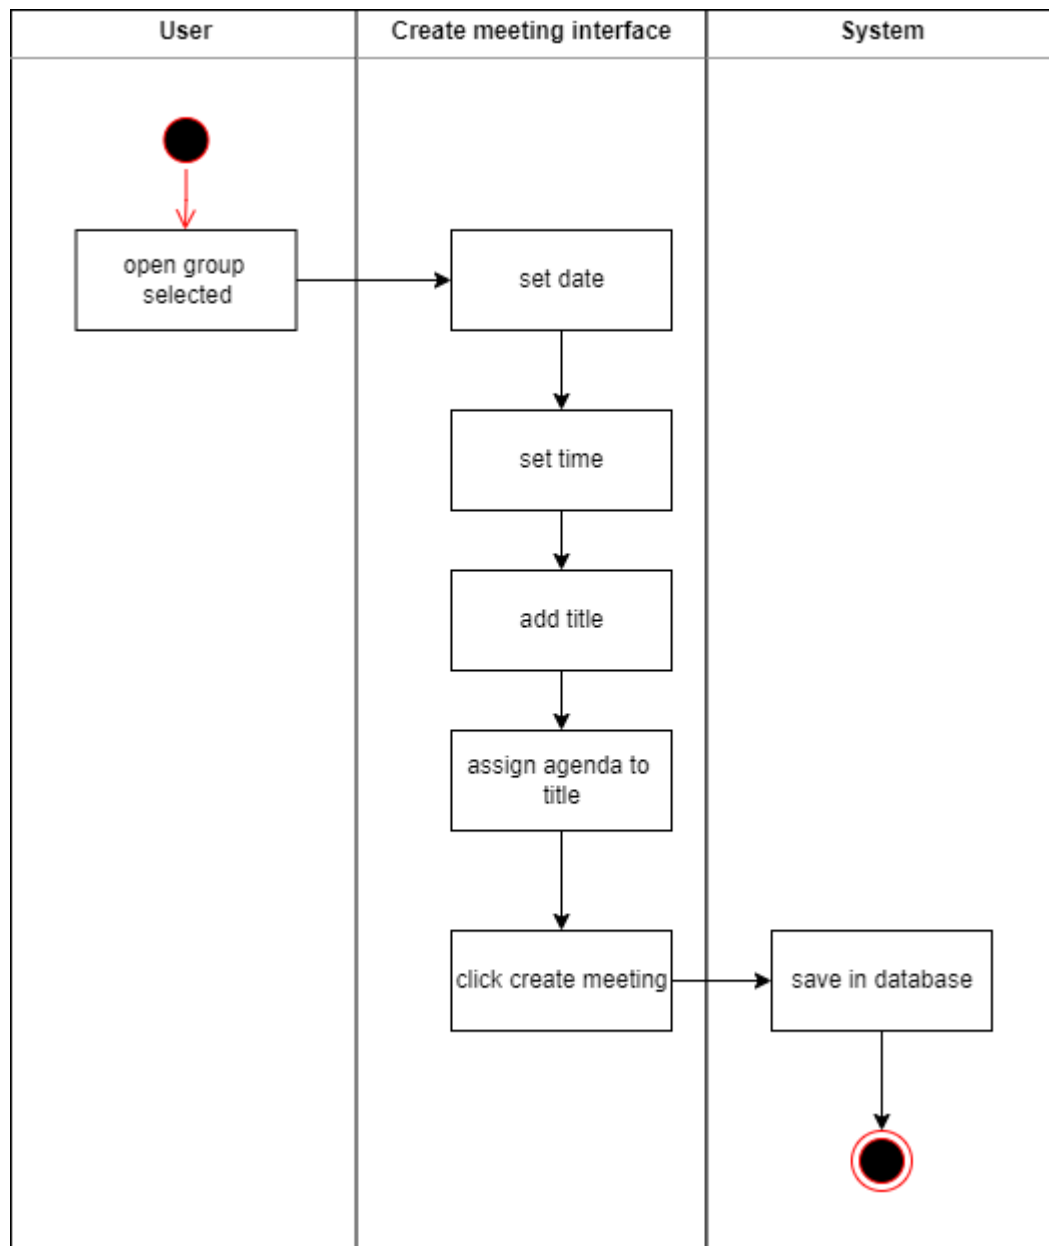 User
Create meeting interface
System
open group
selected
set date
set time
add title
assign agenda to
title
click create meeting
save in database